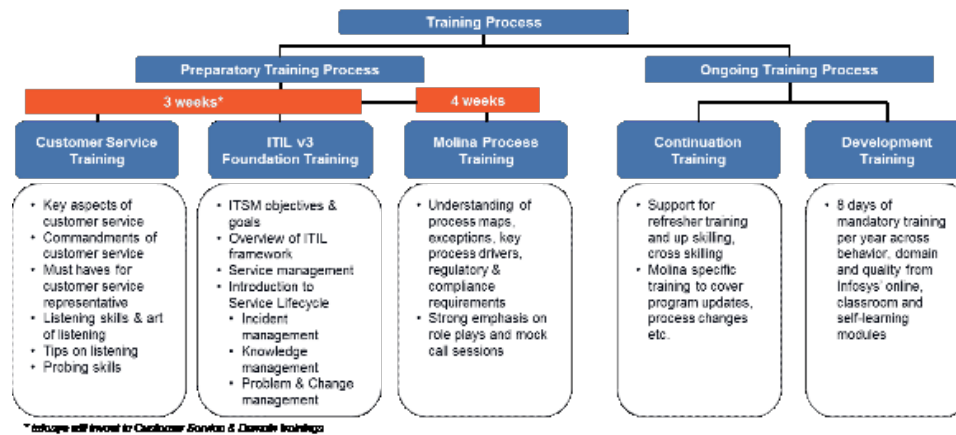 Training Process
Preparatory Training Process
Ongoing Training Process
3 weeks*
4 weeks
Customer Service
Training
ITIL v3
Foundation Training
Molina Process
Training
Continuation
Training
Development
Training
• Key aspects of
customer service
• Commandments of
customer service
• Must haves for
customer service
representative
• Listening skills & art
of listening
• Tips on listening
• Probing skills
• ITSM objectives &
goals
• Overview of ITIL
framework
• Service management
• Introduction to
Service Lifecycle
• Incident
management
• Knowledge
management
• Problem & Change
management
• Understanding of
process maps,
exceptions, key
process drivers,
regulatory &
compliance
requirements
• Strong emphasis on
role plays and mock
call sessions
• Support for
refresher training
and up skilling,
cross skilling
• Molina specific
training to cover
program updates,
process changes
etc.
• 8 days of
mandatory training
per year across
behavior, domain
and quality from
Infosys' online,
classroom and
self-learning
modules
* Infosys will invest in Customer Service & Domain trainings